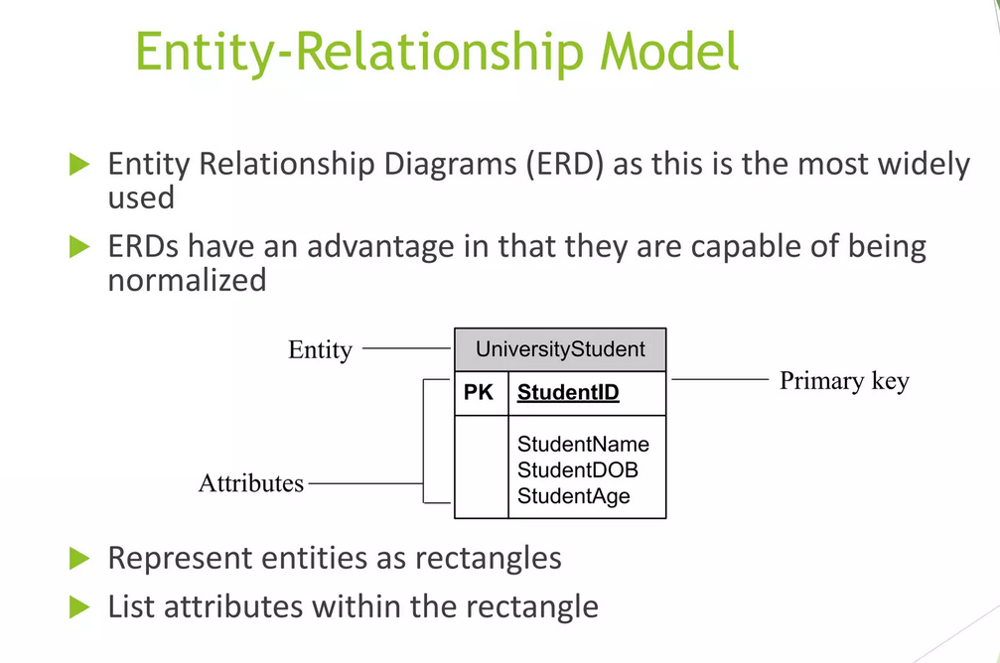 Entity-Relationship Model
Entity Relationship Diagrams (ERD) as this is the most widely
used
ERDs have an advantage in that they are capable of being
normalized
Entity
UniversityStudent
Primary key
PK
StudentID
StudentName
StudentDOB
Attributes
StudentAge
Represent entities as rectangles
List attributes within the rectangle